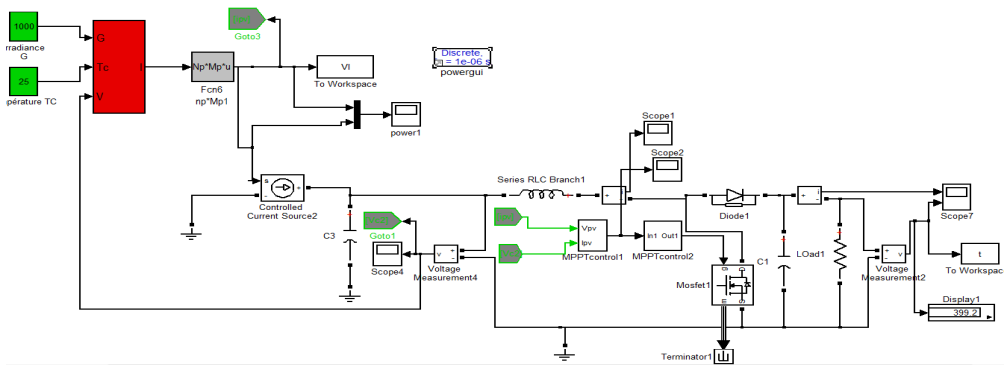 1000
rradiance
G
25
pérature TC
G
Tc
V
I
Np*Mp*u
Fcn6
np*Mp1
Goto3
VI
To Workspace
power1
Discrete,
= 1e-06 s
powergui
s
-
+
Controlled
Current Source2
C3
Goto1
Scope4
+
-
v
Voltage
Measurement4
Series RLC Branch1
+
-
i
Scope1
Scope2
Vpv
Ipv
MPPTcontrol1
In1 Out1
MPPTcontrol2
g
D
m
S
Mosfet1
Terminator1
Diode1
C1
LOad1
+
-
i
+
-
v
Voltage
Measurement2
Scope7
t
To Workspac
Display1
399.2